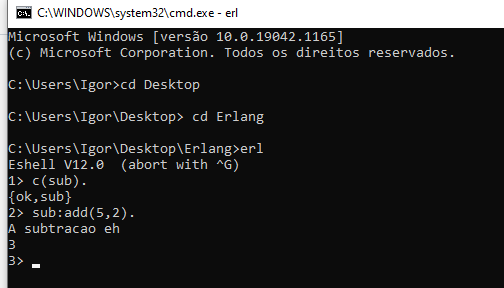 C:\WINDOWS\system32\cmd.exe - erl
Microsoft Windows [versão 10.0.19042.1165]
(c) Microsoft Corporation. Todos os direitos reservados.
C:\Users\Igor>cd Desktop
C:\Users\Igor\Desktop> cd Erlang
C:\Users\Igor\Desktop\Erlang>erl
Eshell V12.0  (abort with ^G)
1> c(sub).
{ok,sub}
2> sub:add(5,2).
A subtracao eh
3
3>